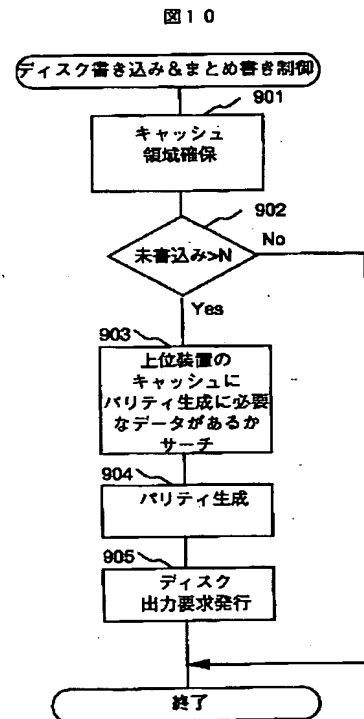 図10
ディスク書き込み&まとめ書き制御
901
キャッシュ
領域確保
902
未書込み>N
No
Yes
903
上位装置の
キャッシュに
パリティ生成に必要
なデータがあるか
サーチ
904
パリティ生成
905
ディスク
出力要求発行
終了